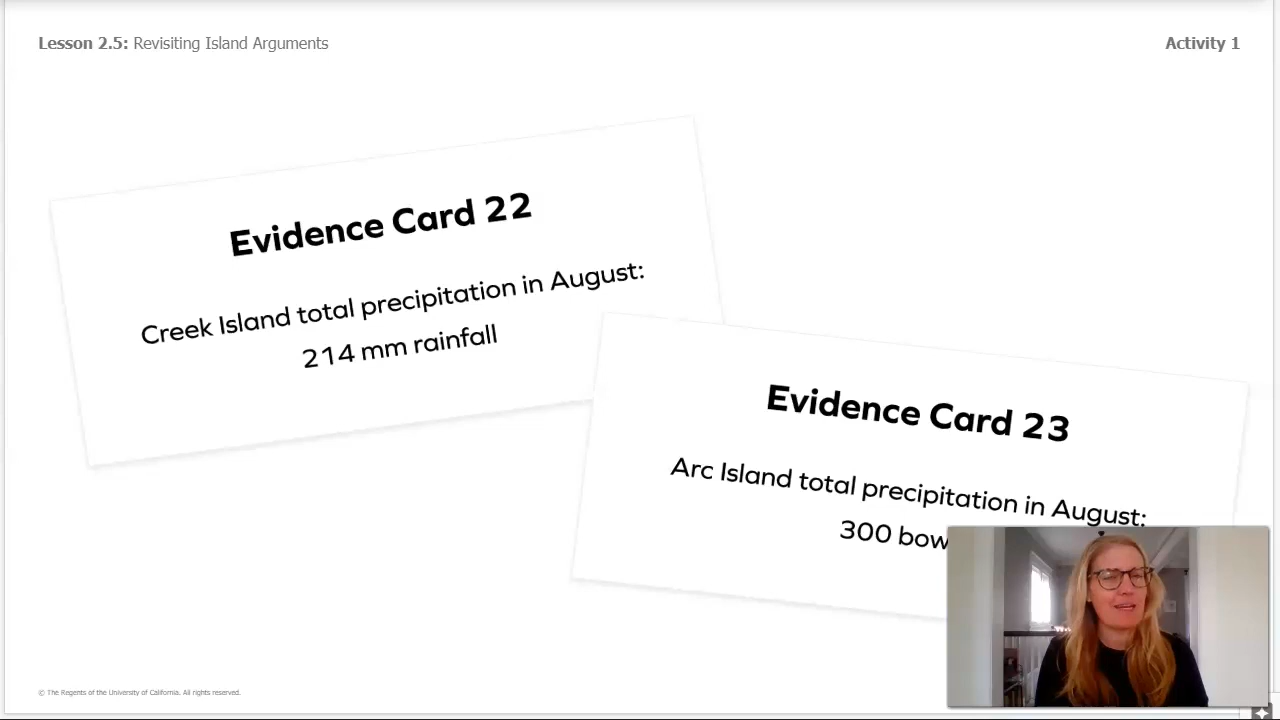 Lesson 2.5: Revisiting Island Arguments
Activity 1
Evidence Card 22
Creek Island total precipitation in August:
214 mm rainfall
Evidence Card 23
Arc Island total precipitation in August:
300
© The Regents of the University of California. All rights reserved.